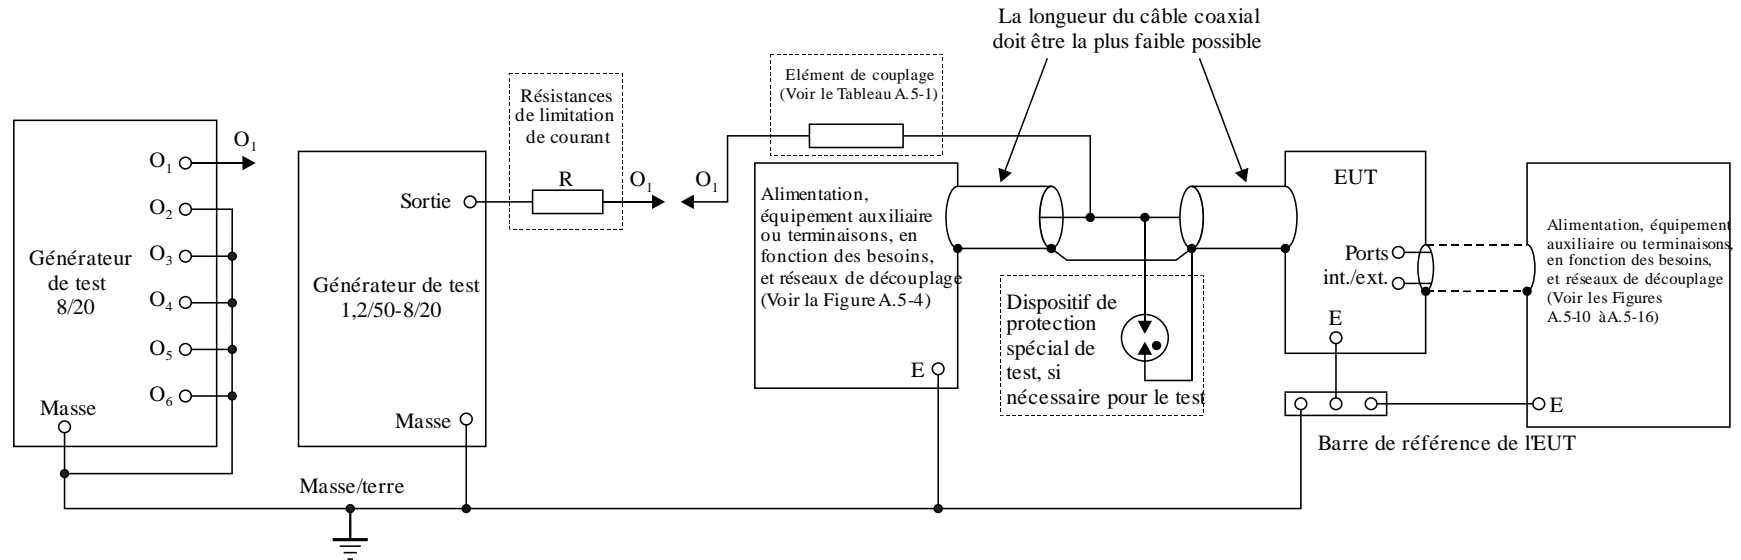 La longueur du câble coaxial
doit être la plus faible possible
Elément de couplage
(Voir le Tableau A.5-1)
Résistances
de limitation
de courant
R
O1
O1
O1
O1
O2
O3
O4
O5
O6
Générateur
de test
8/20
Masse
Sortie
Générateur de test
1,2/50-8/20
Masse
Masse/terre
Alimentation,
équipement auxiliaire
ou terminaisons, en
fonction des besoins,
et réseaux de découplage
(Voir la Figure A.5-4)
E
Dispositif de
protection
spécial de
test, si
nécessaire pour le test
EUT
Ports
int./ext.
E
Barre de référence de l'EUT
Alimentation, équipement
auxiliaire ou terminaisons,
en fonction des besoins,
et réseaux de découplage
(Voir les Figures
A.5-10 à A.5-16)
E